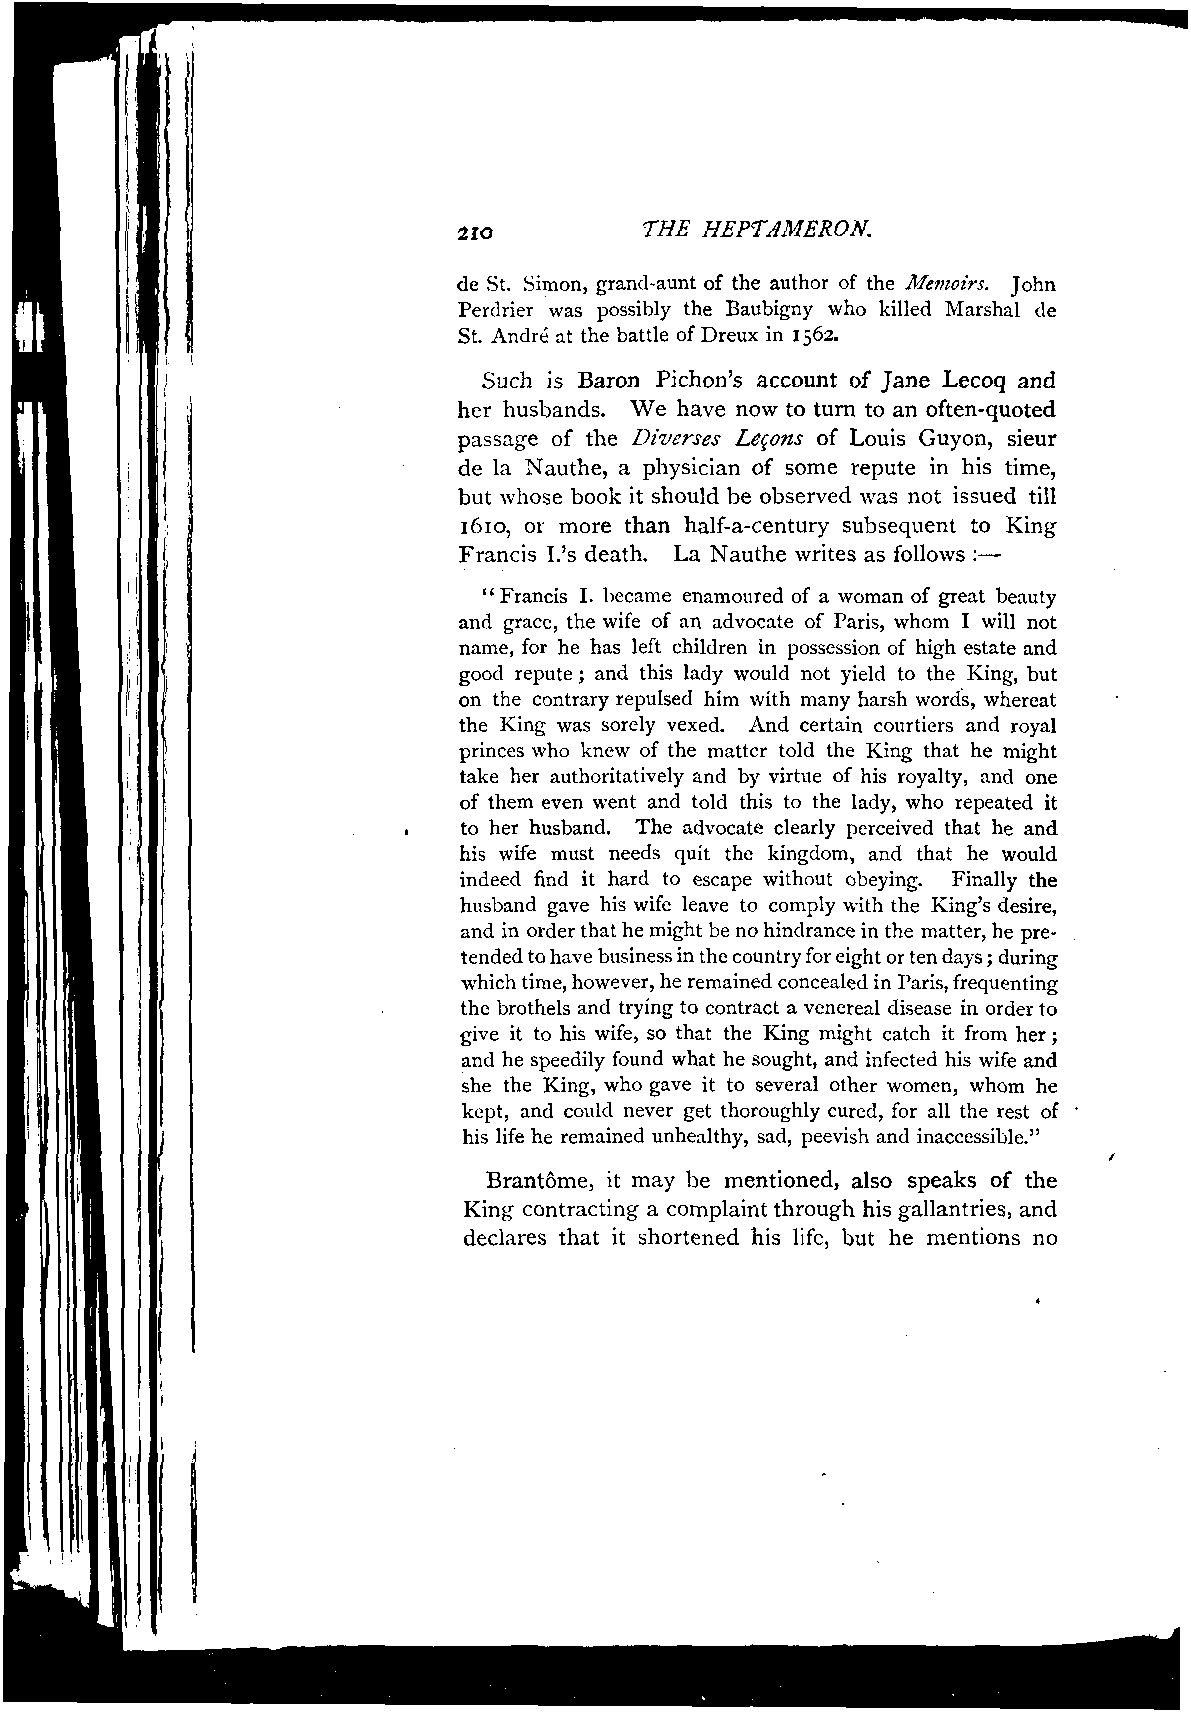 210 THE HEPTAMERON.
de St. Simon, grand-aunt of the author of the Memoirs. John
Perdrier was possibly the Baubigny who killed Marshal de
St. André at the battle of Dreux in 1562.
Such is Baron Pichon's account of Jane Lecoq and
her husbands. We have now to turn to an often-quoted
passage of the Diverses Leçons of Louis Guyon, sieur
de la Nauthe, a physician of some repute in his time,
but whose book it should be observed was not issued till
1610, or more than half-a-century subsequent to King
Francis I.'s death. La Nauthe writes as follows :—
"Francis I. became enamoured of a woman of great beauty
and grace, the wife of an advocate of Paris, whom I will not
name, for he has left children in possession of high estate and
good repute; and this lady would not yield to the King, but
on the contrary repulsed him with many harsh words, whereat
the King was sorely vexed. And certain courtiers and royal
princes who knew of the matter told the King that he might
take her authoritatively and by virtue of his royalty, and one
of them even went and told this to the lady, who repeated it
to her husband. The advocate clearly perceived that he and
his wife must needs quit the kingdom, and that he would
indeed find it hard to escape without obeying. Finally the
husband gave his wife leave to comply with the King's desire,
and in order that he might be no hindrance in the matter, he pre-
tended to have business in the country for eight or ten days; during
which time, however, he remained concealed in Paris, frequenting
the brothels and trying to contract a venereal disease in order to
give it to his wife, so that the King might catch it from her;
and he speedily found what he sought, and infected his wife and
she the King, who gave it to several other women, whom he
kept, and could never get thoroughly cured, for all the rest of
his life he remained unhealthy, sad, peevish and inaccessible."
Brantôme, it may be mentioned, also speaks of the
King contracting a complaint through his gallantries, and
declares that it shortened his life, but he mentions no